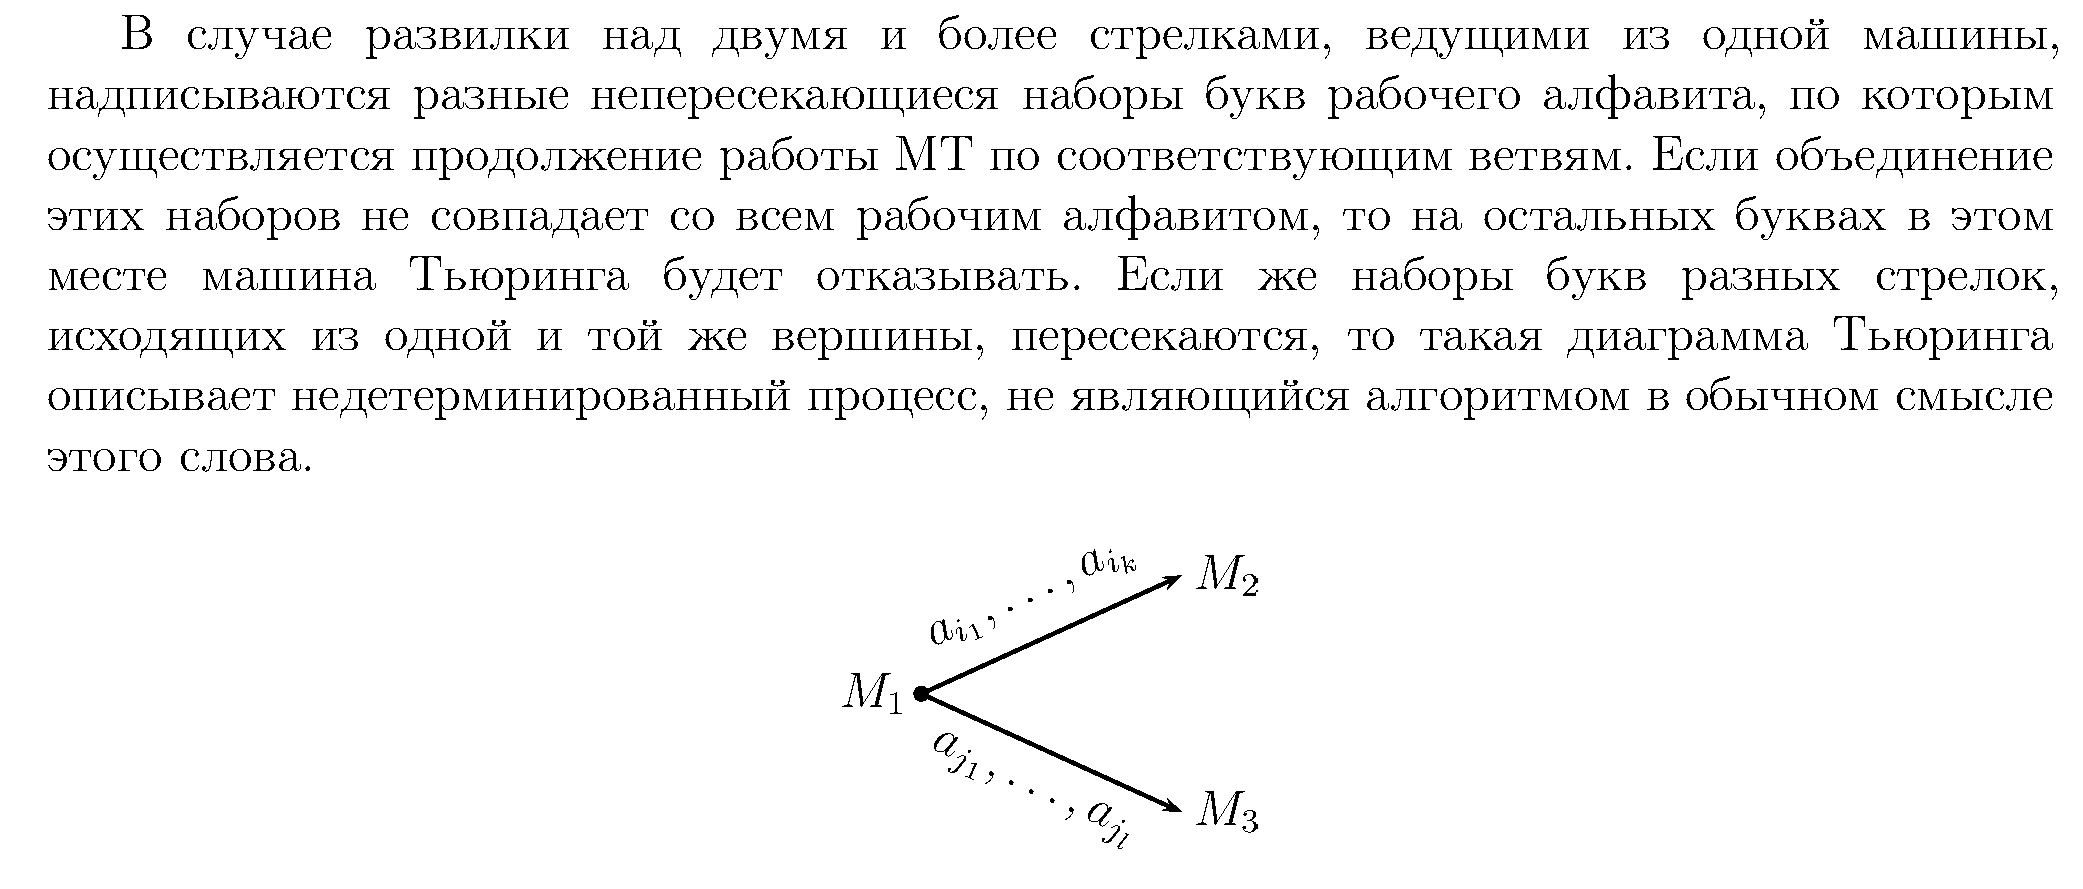 В случае развилки над двумя и более стрелками, ведущими из одной машины,
надписываются разные непересекающиеся наборы букв рабочего алфавита, по которым
осуществляется продолжение работы МТ по соответствующим ветвям. Если объединение
этих наборов не совпадает со всем рабочим алфавитом, то на остальных буквах в этом
месте машина Тьюринга будет отказывать. Если же наборы букв разных стрелок,
исходящих из одной и той же вершины, пересекаются, то такая диаграмма Тьюринга
описывает недетерминированный процесс, не являющийся алгоритмом в обычном смысле
этого слова.
a_{i_1}, . . . , a_{i_k}
M_2
M_1
a_{j_1}, . . . , a_{j_l}
M_3